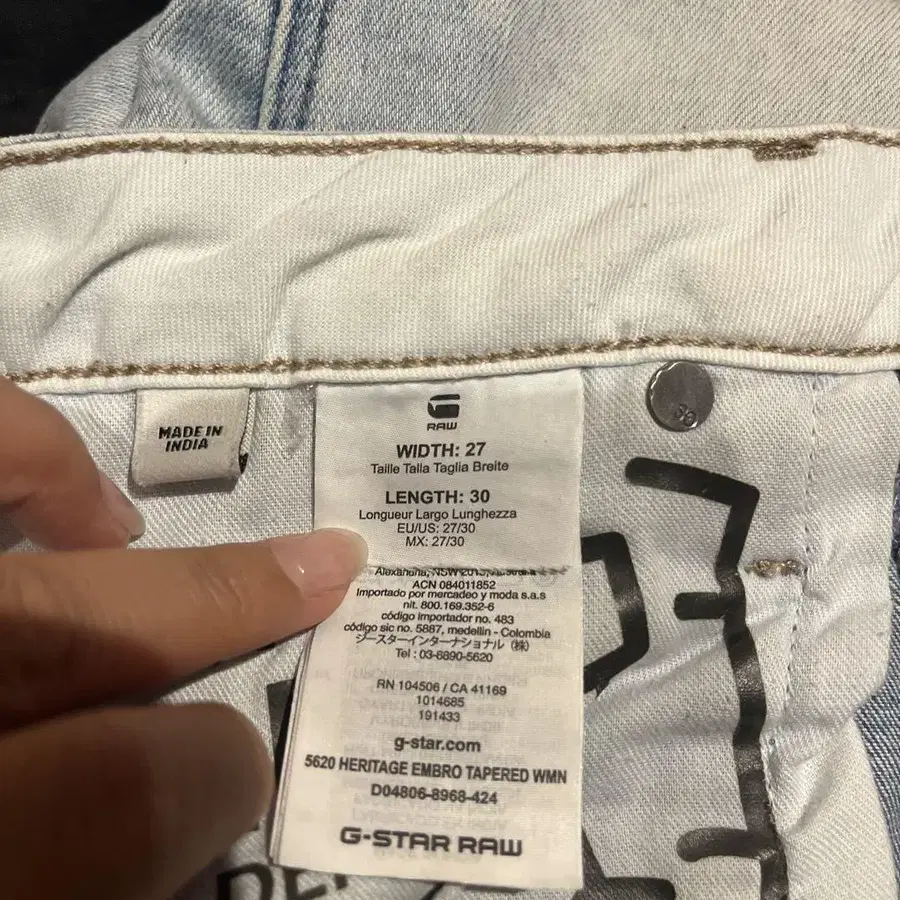 MADE IN
INDIA
RAW
WIDTH: 27
Taille Talla Taglia Breite
LENGTH: 30
Longueur Largo Lunghezza
EU/US: 27/30
MX: 27/30
Alexandria, NSW 2015,
ACN 084011852
Importado por mercadeo y moda s.a.s
nit. 800.169.352-6
código importador no. 483
código sic no. 5887, medellin - Colombia
ジースターインターナショナル（株）
Tel : 03-6890-5620
RN 104506 / CA 41169
1014685
191433
g-star.com
5620 HERITAGE EMBRO TAPERED WMN
D04806-8968-424
G-STAR RAW